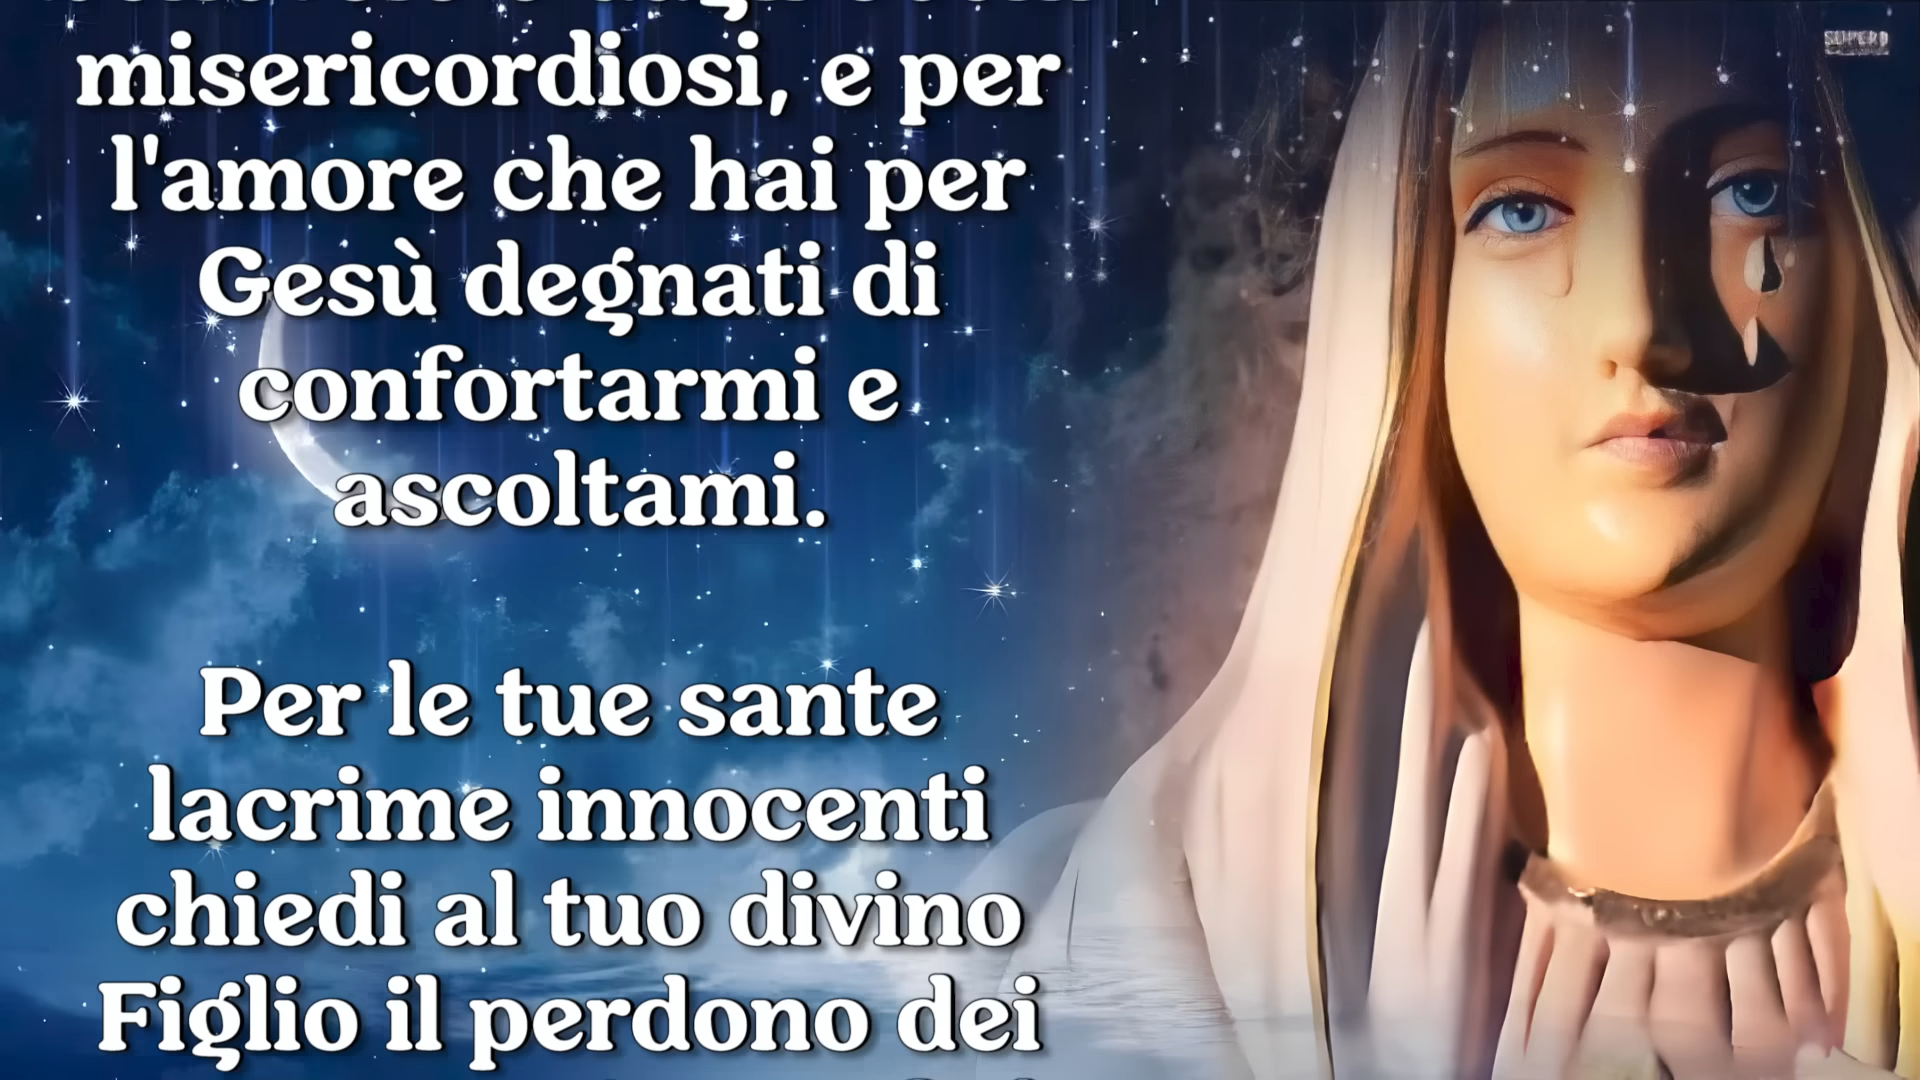 misericordiosi, e per
l'amore che hai per
Gesù degnati di
confortarmi e
ascoltami.
Per le tue sante
lacrime innocenti
chiedi al tuo divino
Figlio il perdono dei